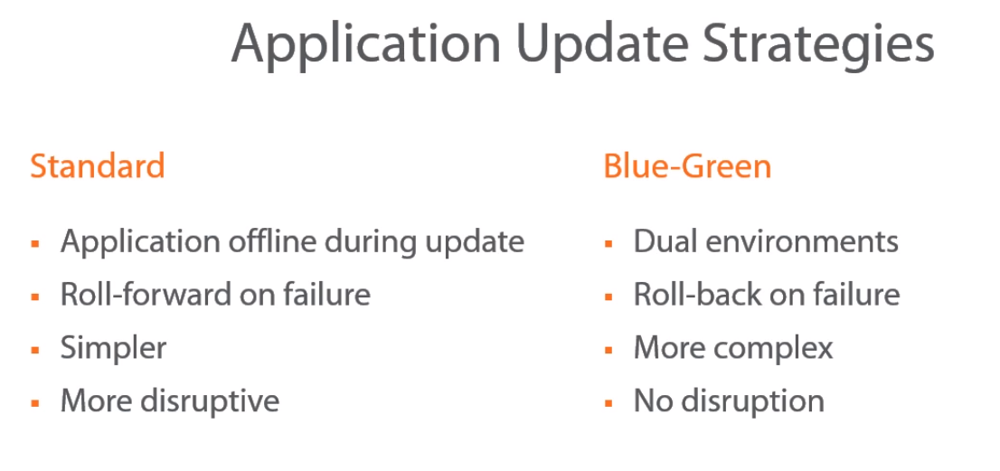 Application Update Strategies
Standard
▪ Application offline during update
▪ Roll-forward on failure
▪ Simpler
▪ More disruptive
Blue-Green
▪ Dual environments
▪ Roll-back on failure
▪ More complex
▪ No disruption